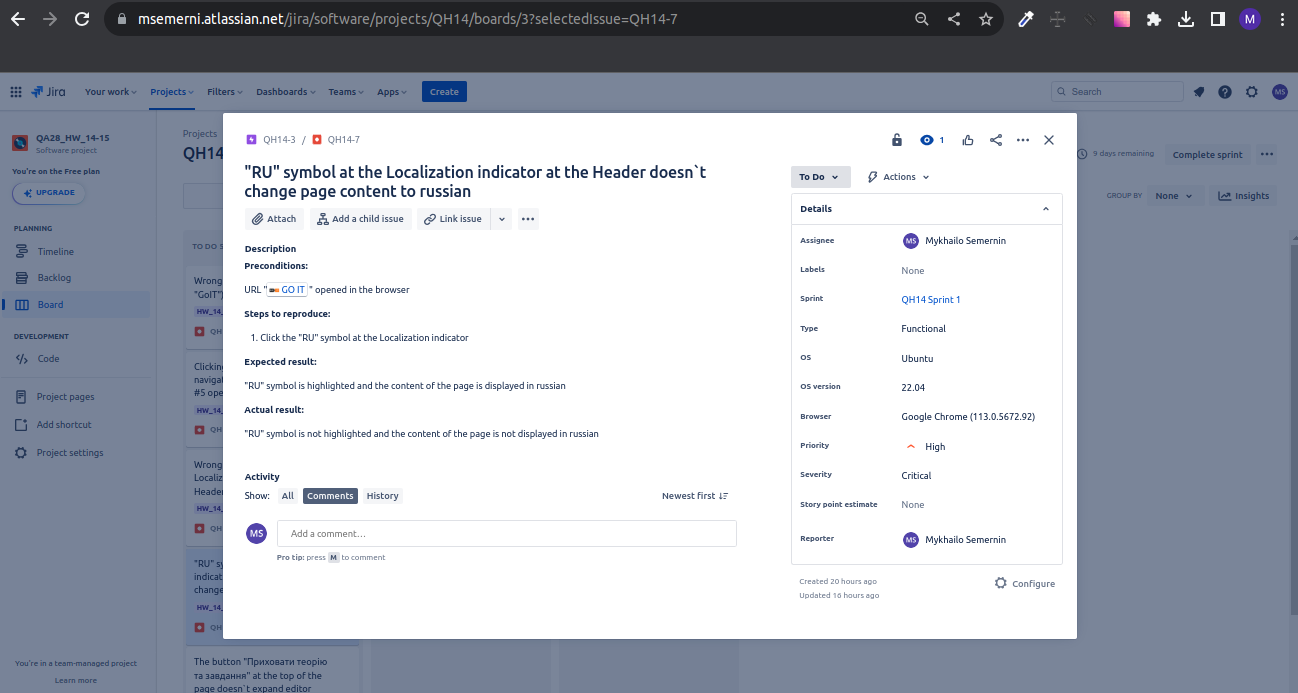 msemerni.atlassian.net/jira/software/projects/QH14/boards/3?selectedIssue=QH14-7
M
Jira
Your work
Projects
Filters
Dashboards
Teams
Apps
Create
Search
MS
QA28_HW_14-15
Software project
You're on the Free plan
UPGRADE
PLANNING
Timeline
Backlog
Board
DEVELOPMENT
Code
Project pages
Add shortcut
Project settings
You're in a team-managed project
Learn more
Projects
QH14
TO DO
Wrong
"GoIT")
HW_14_
QH
Clicking
navigat
#5 ope
HW_14_
QH
Wrong
Localiz
Header
HW_14_
QH
"RU" sy
indicat
change
HW_14_
QH
The button "Приховати теорію
та завдання" at the top of the
page doesn`t expand editor
9 days remaining
Complete sprint
GROUP BY
None
Insights
QH14-3 / QH14-7
1
"RU" symbol at the Localization indicator at the Header doesn`t
change page content to russian
Attach
Add a child issue
Link issue
Description
Preconditions:
URL " GO IT " opened in the browser
Steps to reproduce:
1. Click the "RU" symbol at the Localization indicator
Expected result:
"RU" symbol is highlighted and the content of the page is displayed in russian
Actual result:
"RU" symbol is not highlighted and the content of the page is not displayed in russian
Activity
Show: All Comments History
Newest first
MS
Add a comment…
Pro tip: press M to comment
To Do
Actions
Details
Assignee MS Mykhailo Semernin
Labels None
Sprint QH14 Sprint 1
Type Functional
OS Ubuntu
OS version 22.04
Browser Google Chrome (113.0.5672.92)
Priority High
Severity Critical
Story point estimate None
Reporter MS Mykhailo Semernin
Created 20 hours ago
Updated 16 hours ago
Configure